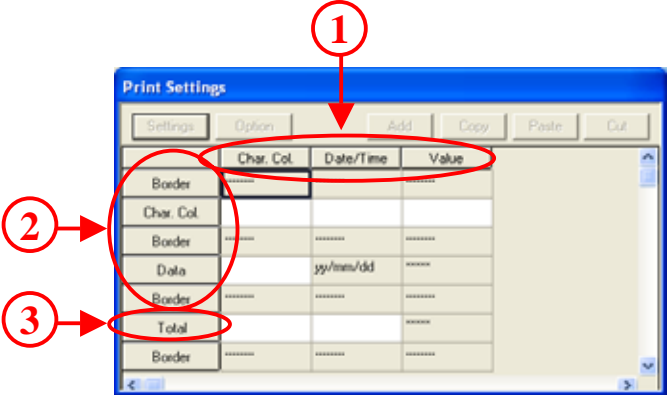 1
Print Settings
Settings Option Add Copy Paste Cut
Char. Col. Date/Time Value
Border ------- ------- -------
Char. Col.
2
Border ------- ------- -------
Data yy/mm/dd -----
Border ------- ------- -------
3
Total -----
Border ------- ------- -------